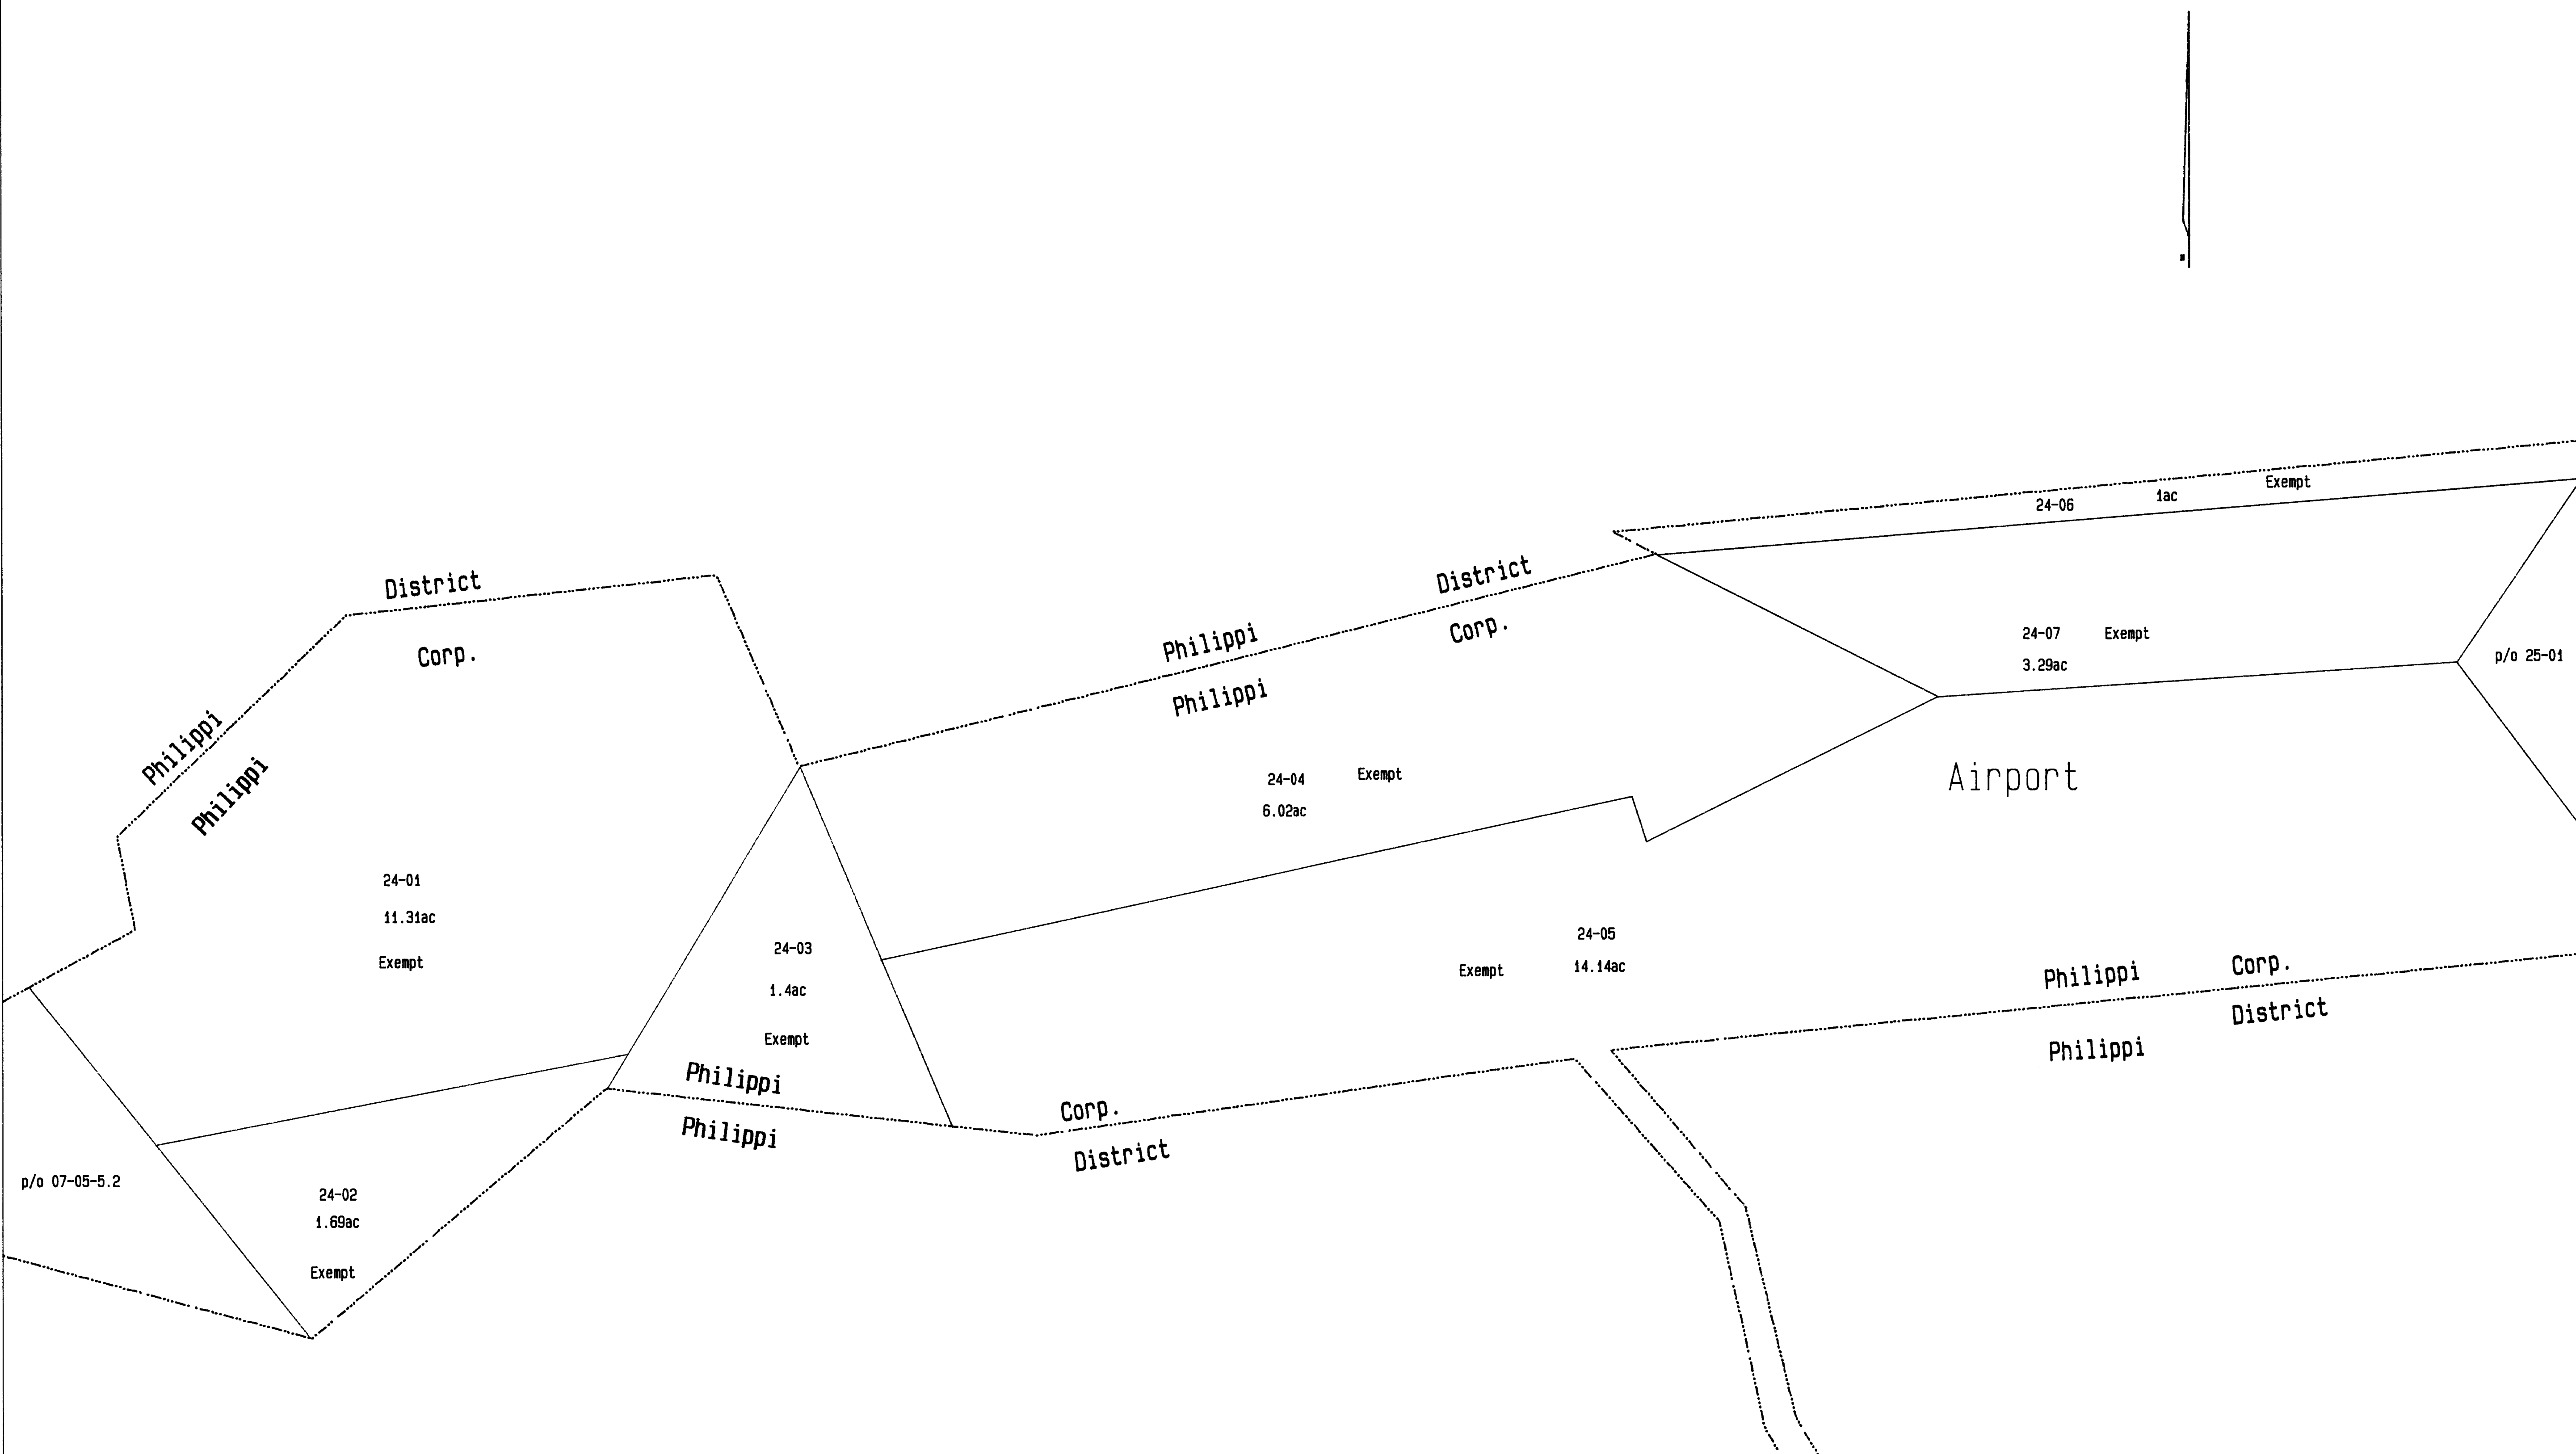 24-06 1ac Exempt
District
Corp.
Philippi
Philippi
Philippi District
Philippi Corp.
24-07 Exempt
3.29ac
p/o 25-01
Airport
24-04 Exempt
6.02ac
24-01
11.31ac
Exempt
24-03
1.4ac
Exempt
24-05
Exempt 14.14ac
Philippi Corp.
Philippi District
Philippi Corp.
Philippi District
p/o 07-05-5.2
24-02
1.69ac
Exempt